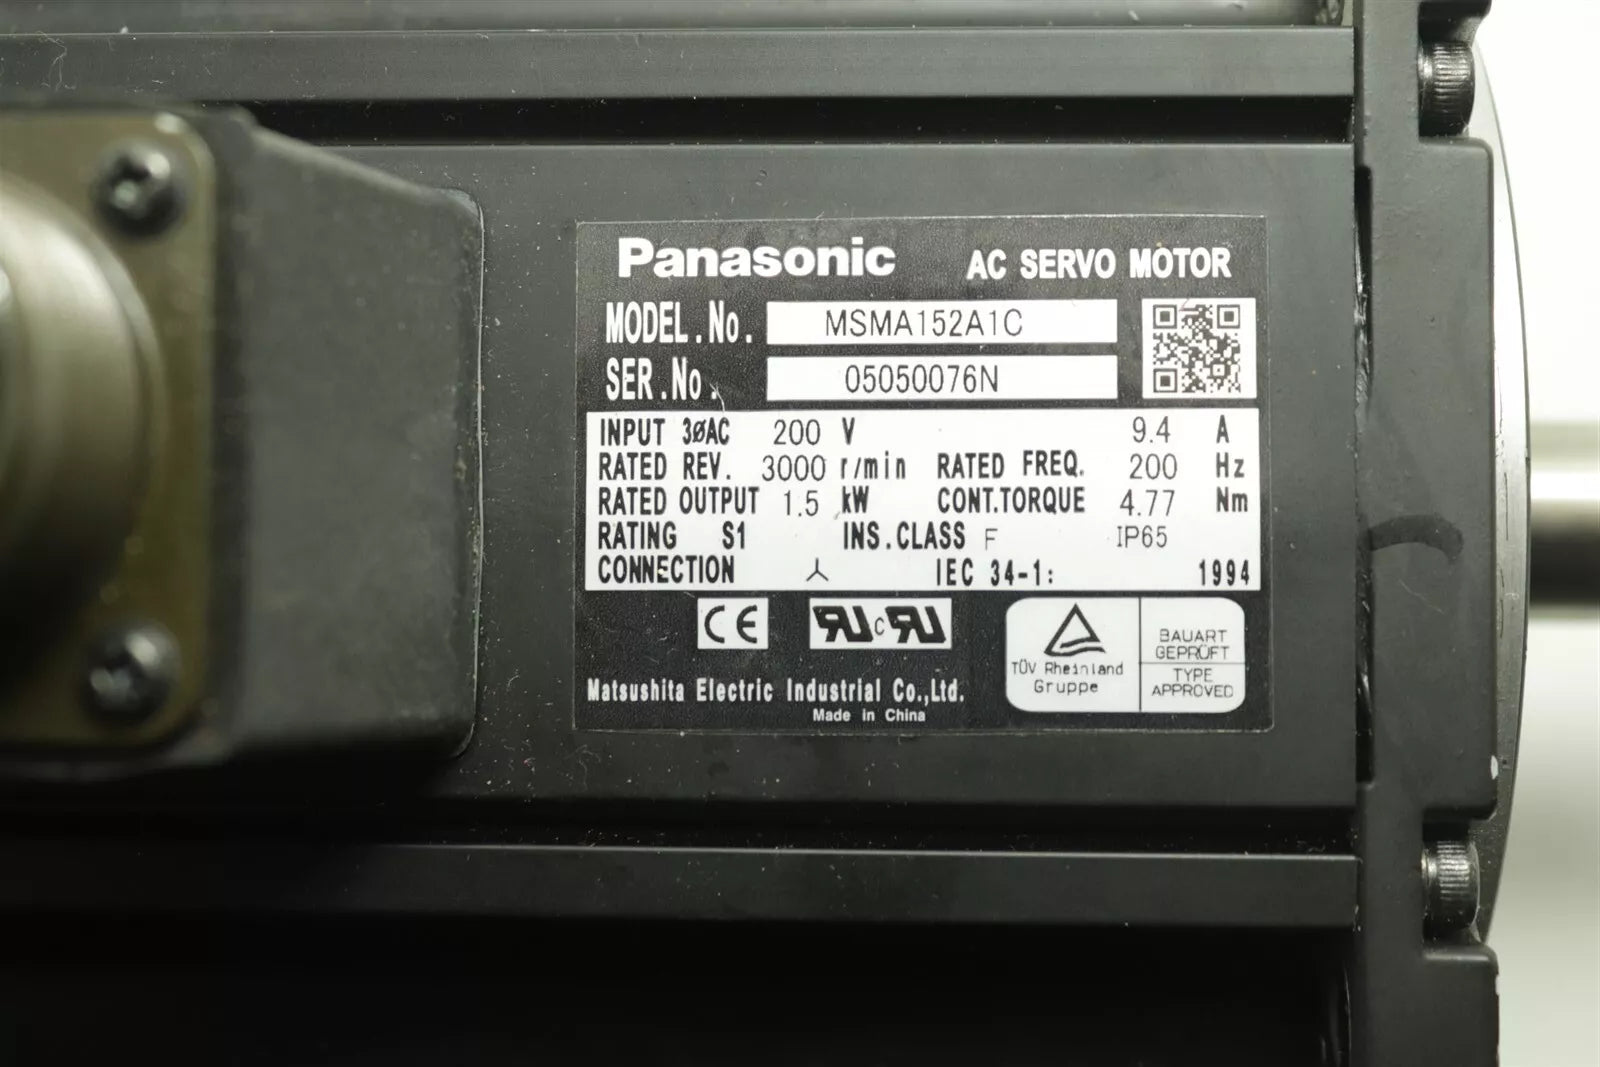 Panasonic AC SERVO MOTOR
MODEL.No. MSMA152A1C
SER.No. 05050076N
INPUT 3øAC 200 V 9.4 A
RATED REV. 3000 r/min RATED FREQ. 200 Hz
RATED OUTPUT 1.5 kW CONT.TORQUE 4.77 Nm
RATING S1 INS.CLASS F IP65
CONNECTION IEC 34-1: 1994
CE
RU c RU
TÜV Rheinland
Gruppe
BAUART
GEPRÜFT
TYPE
APPROVED
Matsushita Electric Industrial Co.,Ltd.
Made in China